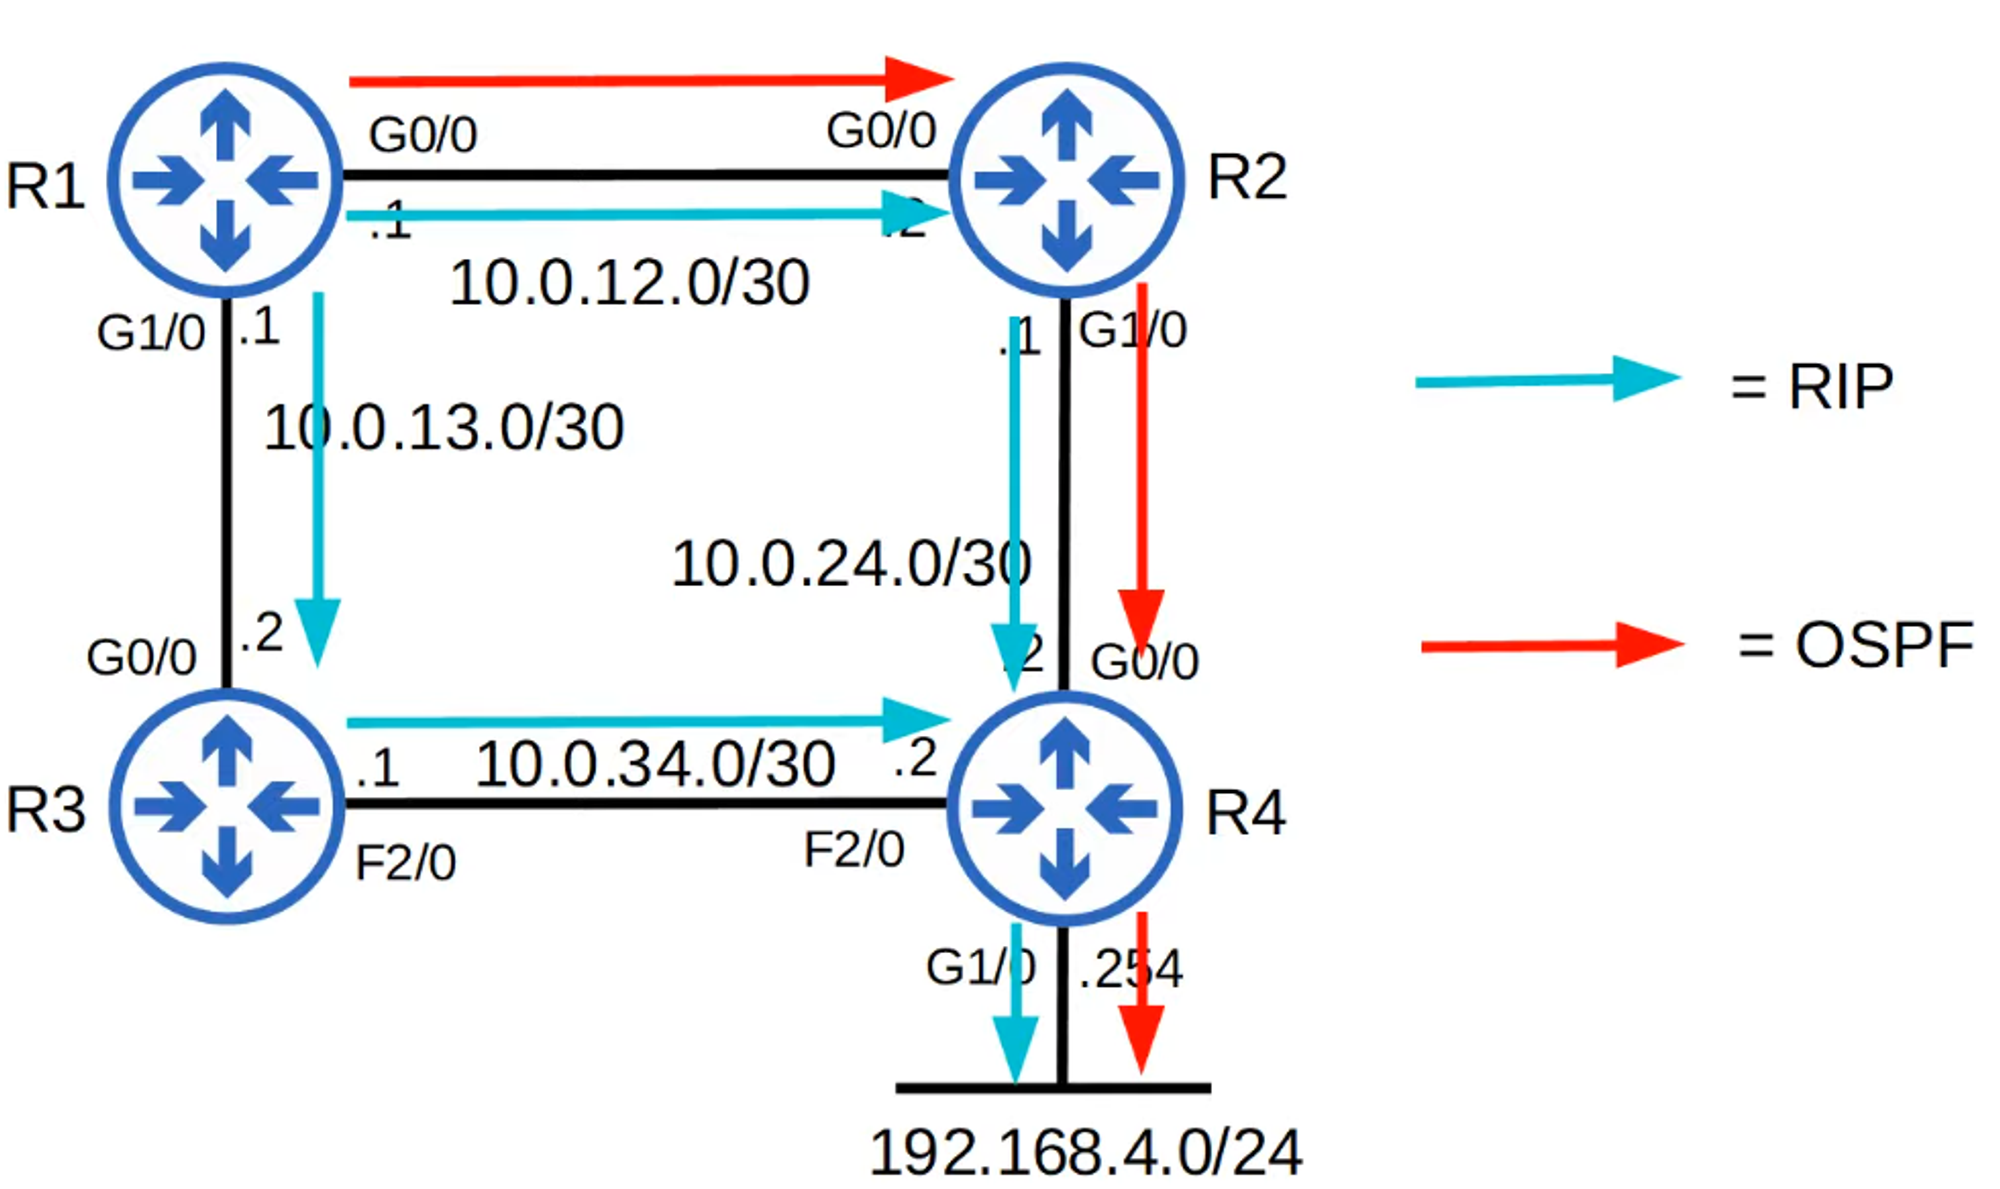 G0/0
G0/0
R1
R2
.1
.2
10.0.12.0/30
G1/0
.1
.1
G1/0
= RIP
10.0.13.0/30
10.0.24.0/30
G0/0
.2
.2
G0/0
= OSPF
R3
.1
10.0.34.0/30
.2
R4
F2/0
F2/0
G1/0
.254
192.168.4.0/24